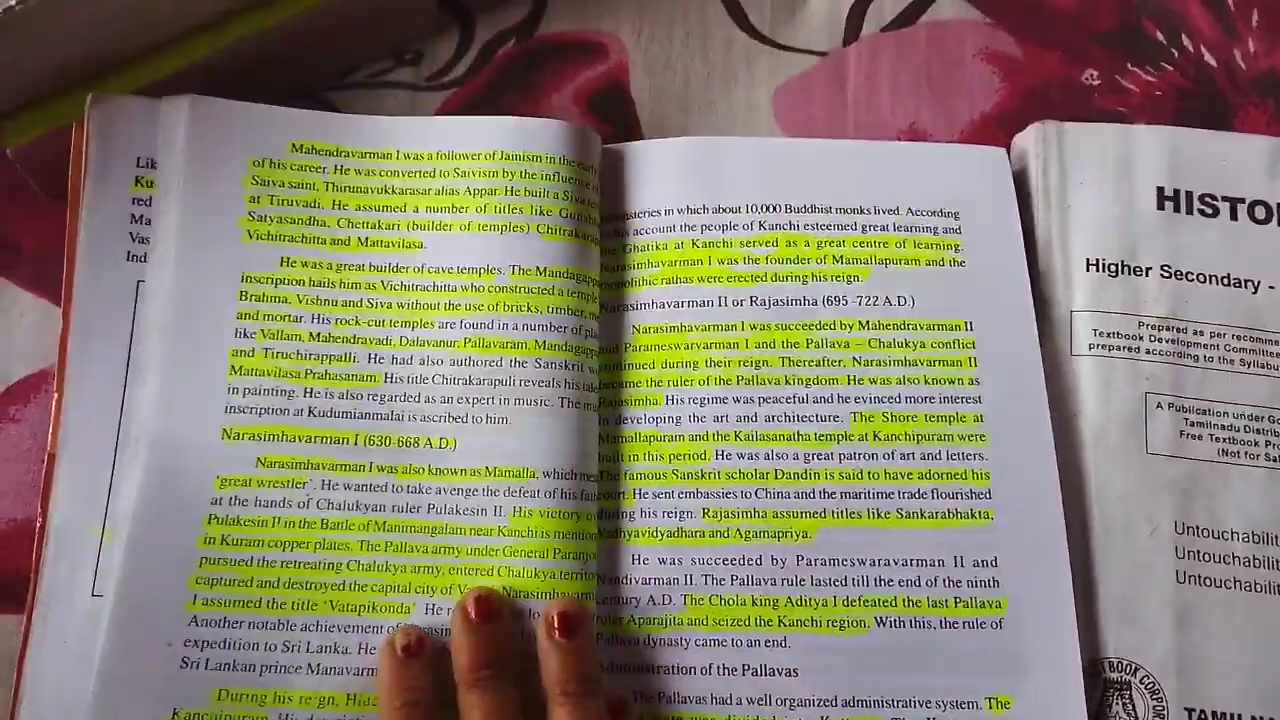 Lik
Ku
red
Ma
Vas
Ind
Mahendravarman I was a follower of Jainism in the early
of his career. He was converted to Saivism by the influence
Saiva saint, Thirunavukkarasar alias Appar. He built a Siva
at Tiruvadi. He assumed a number of titles like
Satyasandha, Chettakari (builder of temples)
Vichitrachitta and Mattavilasa.
He was a great builder of cave temples. The
inscription hails him as Vichitrachitta who constructed a temple
Brahma, Vishnu and Siva without the use of bricks, timber,
and mortar. His rock-cut temples are found in a number of
like Vallam, Mahendravadi, Dalavanur, Pallavaram,
and Tiruchirappalli. He had also authored the Sanskrit
Mattavilasa Prahasanam. His title Chitrakarapuli reveals his
in painting. He is also regarded as an expert in music. The
inscription at Kudumianmalai is ascribed to him.
Narasimhavarman I (630-668 A.D.)
Narasimhavarman I was also known as Mamalla, which
'great wrestler'. He wanted to take avenge the defeat of his
at the hands of Chalukyan ruler Pulakesin II. His victory
Pulakesin II in the Battle of Manimangalam near Kanchi is
in Kuram copper plates. The Pallava army under General
pursued the retreating Chalukya army, entered Chalukya
captured and destroyed the capital city of
I assumed the title 'Vatapikonda' He
Another notable achievement
expedition to Sri Lanka. He
Sri Lankan prince
During his reign,
in which about 10,000 Buddhist monks lived. According
account the people of Kanchi esteemed great learning and
Ghatika at Kanchi served as a great centre of learning.
Narasimhavarman I was the founder of Mamallapuram and the
monolithic rathas were erected during his reign.
Narasimhavarman II or Rajasimha (695 -722 A.D.)
Narasimhavarman I was succeeded by Mahendravarman II
and Parameswarvarman I and the Pallava – Chalukya conflict
continued during their reign. Thereafter, Narasimhavarman II
became the ruler of the Pallava kingdom. He was also known as
Rajasimha. His regime was peaceful and he evinced more interest
in developing the art and architecture. The Shore temple at
Mamallapuram and the Kailasanatha temple at Kanchipuram were
built in this period. He was also a great patron of art and letters.
The famous Sanskrit scholar Dandin is said to have adorned his
court. He sent embassies to China and the maritime trade flourished
during his reign. Rajasimha assumed titles like Sankarabhakta,
Vadhyavidyadhara and Agamapriya.
He was succeeded by Parameswaravarman II and
Nandivarman II. The Pallava rule lasted till the end of the ninth
century A.D. The Chola king Aditya I defeated the last Pallava
ruler Aparajita and seized the Kanchi region. With this, the rule of
Pallava dynasty came to an end.
Administration of the Pallavas
The Pallavas had a well organized administrative system. The
HISTO
Higher Secondary -
Prepared as per recomme
Textbook Development Committee
prepared according to the Syllabu
A Publication under Go
Tamilnadu Distrib
Free Textbook Pr
(Not for Sa
Untouchabilit
Untouchabilit
Untouchabilit
TBOOK CORPO